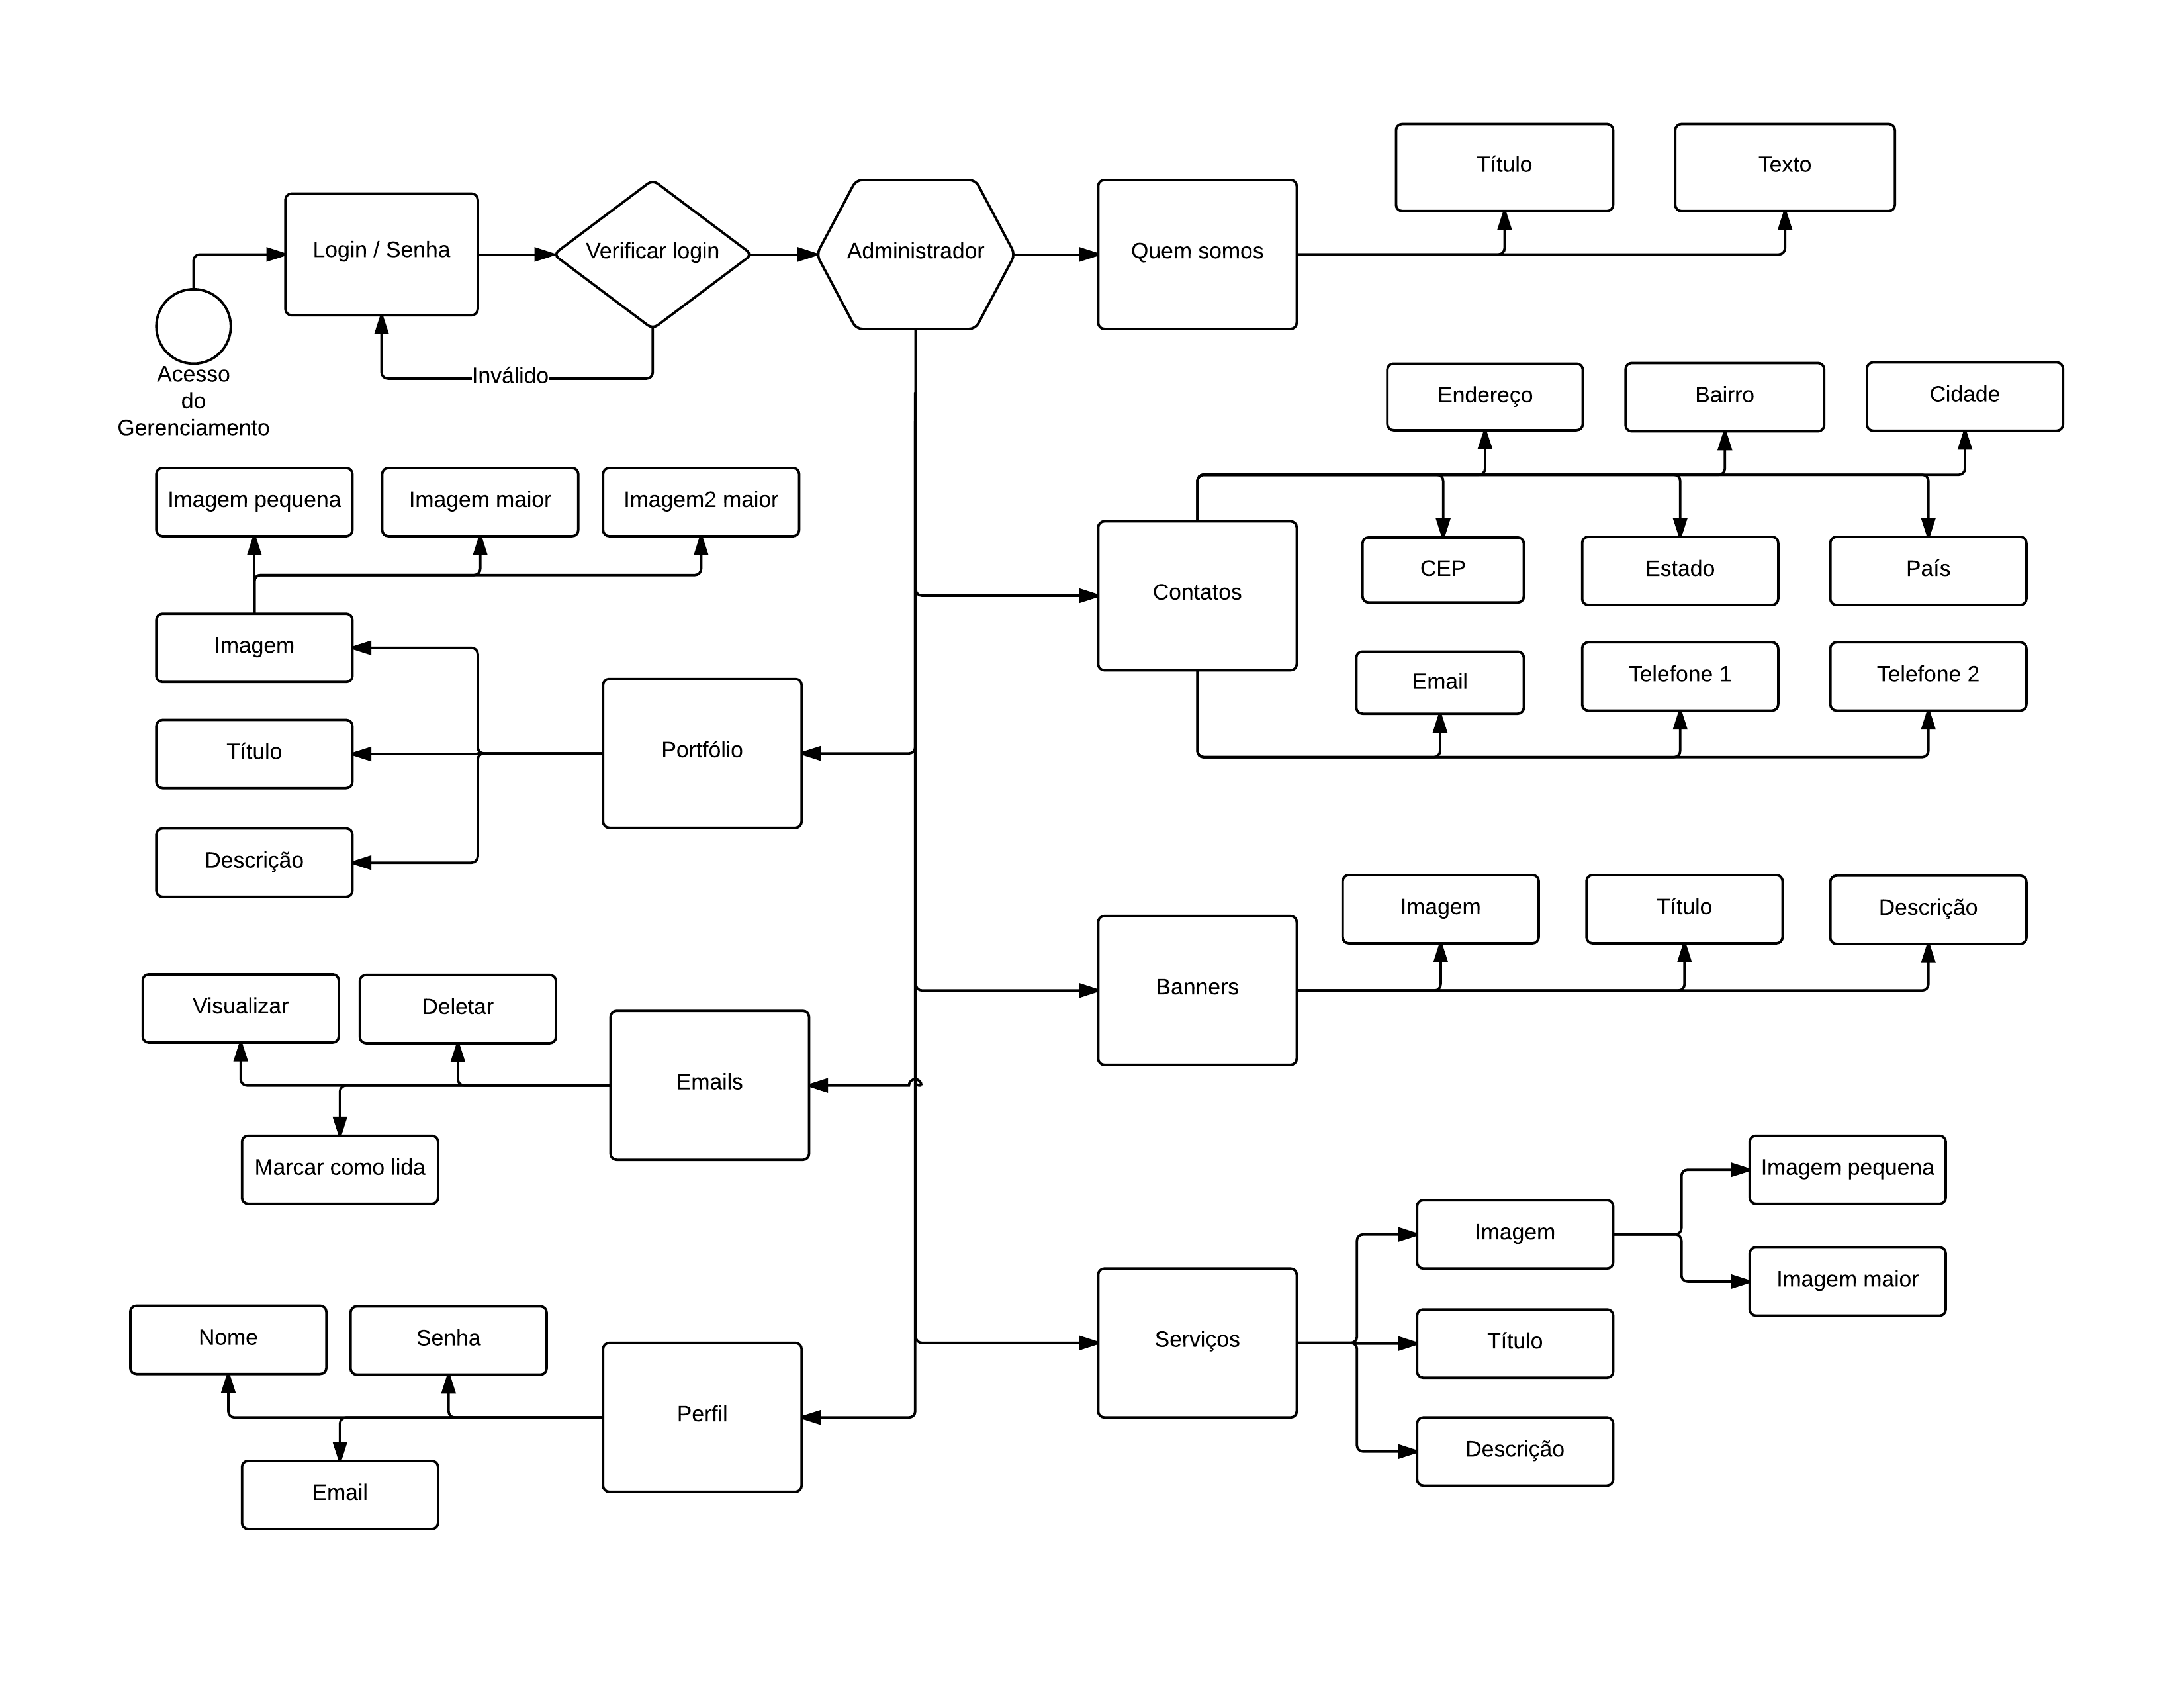 Título
Texto
Login / Senha
Verificar login
Administrador
Quem somos
Inválido
Acesso
do
Gerenciamento
Endereço
Bairro
Cidade
Imagem pequena
Imagem maior
Imagem2 maior
CEP
Estado
País
Contatos
Imagem
Email
Telefone 1
Telefone 2
Título
Portfólio
Descrição
Imagem
Título
Descrição
Visualizar
Deletar
Banners
Emails
Marcar como lida
Imagem pequena
Imagem
Imagem maior
Nome
Senha
Serviços
Título
Perfil
Descrição
Email